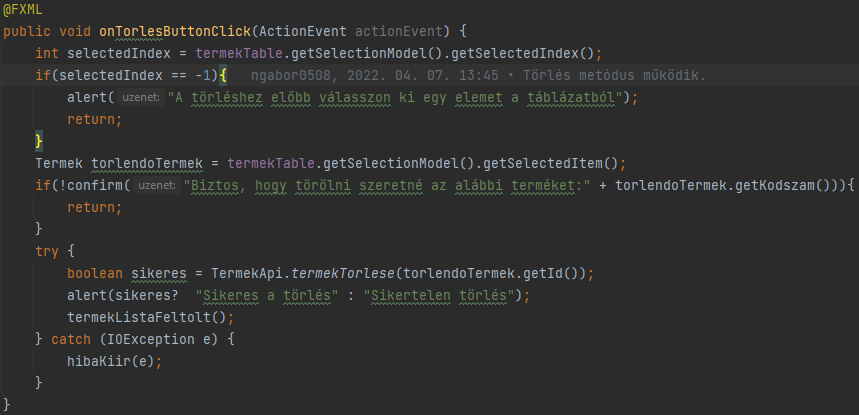 @FXML
public void onTorlesButtonClick(ActionEvent actionEvent) {
    int selectedIndex = termekTable.getSelectionModel().getSelectedIndex();
    if(selectedIndex == -1){   ngabor0508, 2022. 04. 07. 13:45 • Törlés metódus működik.
        alert( uzenet: "A törléshez előbb válasszon ki egy elemet a táblázatból");
        return;
    }
    Termek torlendoTermek = termekTable.getSelectionModel().getSelectedItem();
    if(!confirm( uzenet: "Biztos, hogy törölni szeretné az alábbi terméket:" + torlendoTermek.getKodszam())){
        return;
    }
    try {
        boolean sikeres = TermekApi.termekTorlese(torlendoTermek.getId());
        alert(sikeres?  "Sikeres a törlés" : "Sikertelen törlés");
        termekListaFeltolt();
    } catch (IOException e) {
        hibaKiir(e);
    }
}